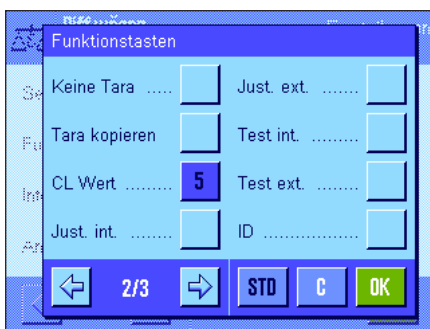 Funktionstasten
Keine Tara ..... Just. ext. .......
Tara kopieren Test int. .........
CL Wert ........ 5 Test ext. ........
Just. int. ....... ID .................
2/3 STD C OK